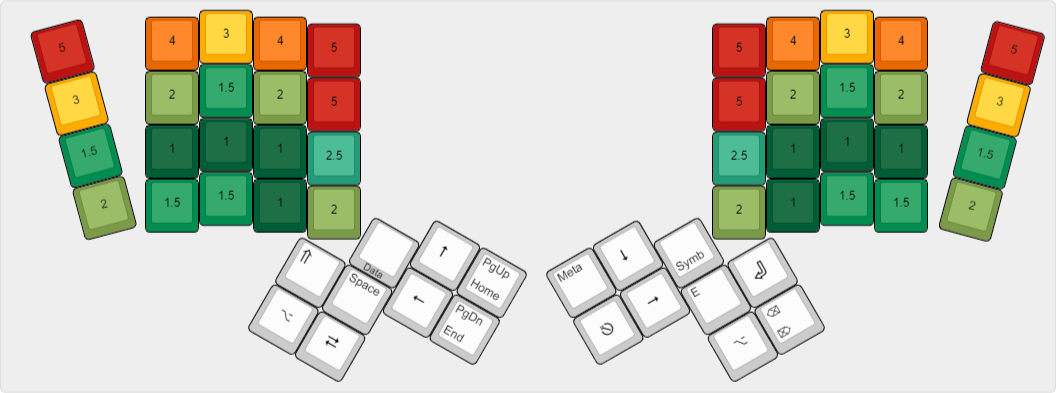 5 4 3 4 5 5 4 3 4 5
3 2 1.5 2 5 5 2 1.5 2 3
1.5 1 1 1 2.5 2.5 1 1 1 1.5
2 1.5 1.5 1 2 2 1 1.5 1.5 2
⇑ Data ↑ PgUp Meta ↓ Symb
Space Home E
⌥ ← PgDn ⎋ → ⌫
⇄ End ⌥ ⌦